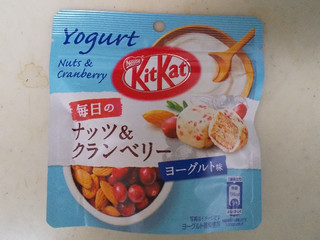 Yogurt
Nuts &
Cranberry
Nestlé
KitKat
毎日の
ナッツ&
クランベリー
ヨーグルト味